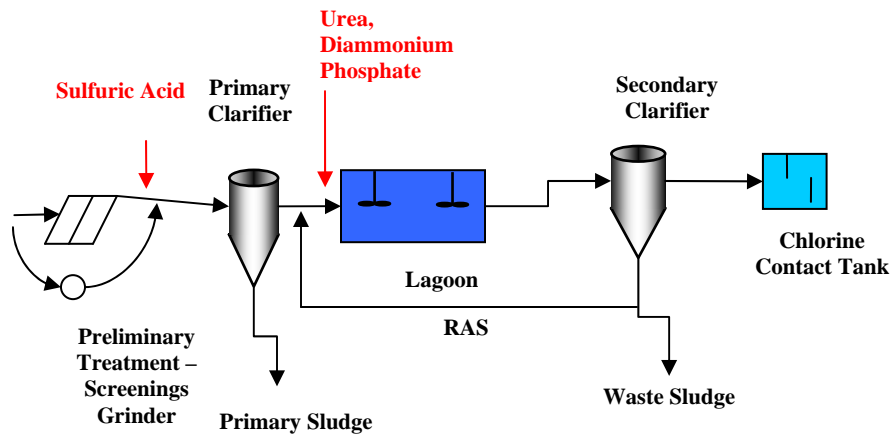 Urea,
Diammonium
Phosphate
Sulfuric Acid
Primary
Clarifier
Secondary
Clarifier
Chlorine
Contact Tank
Lagoon
RAS
Preliminary
Treatment –
Screenings
Grinder
Primary Sludge
Waste Sludge